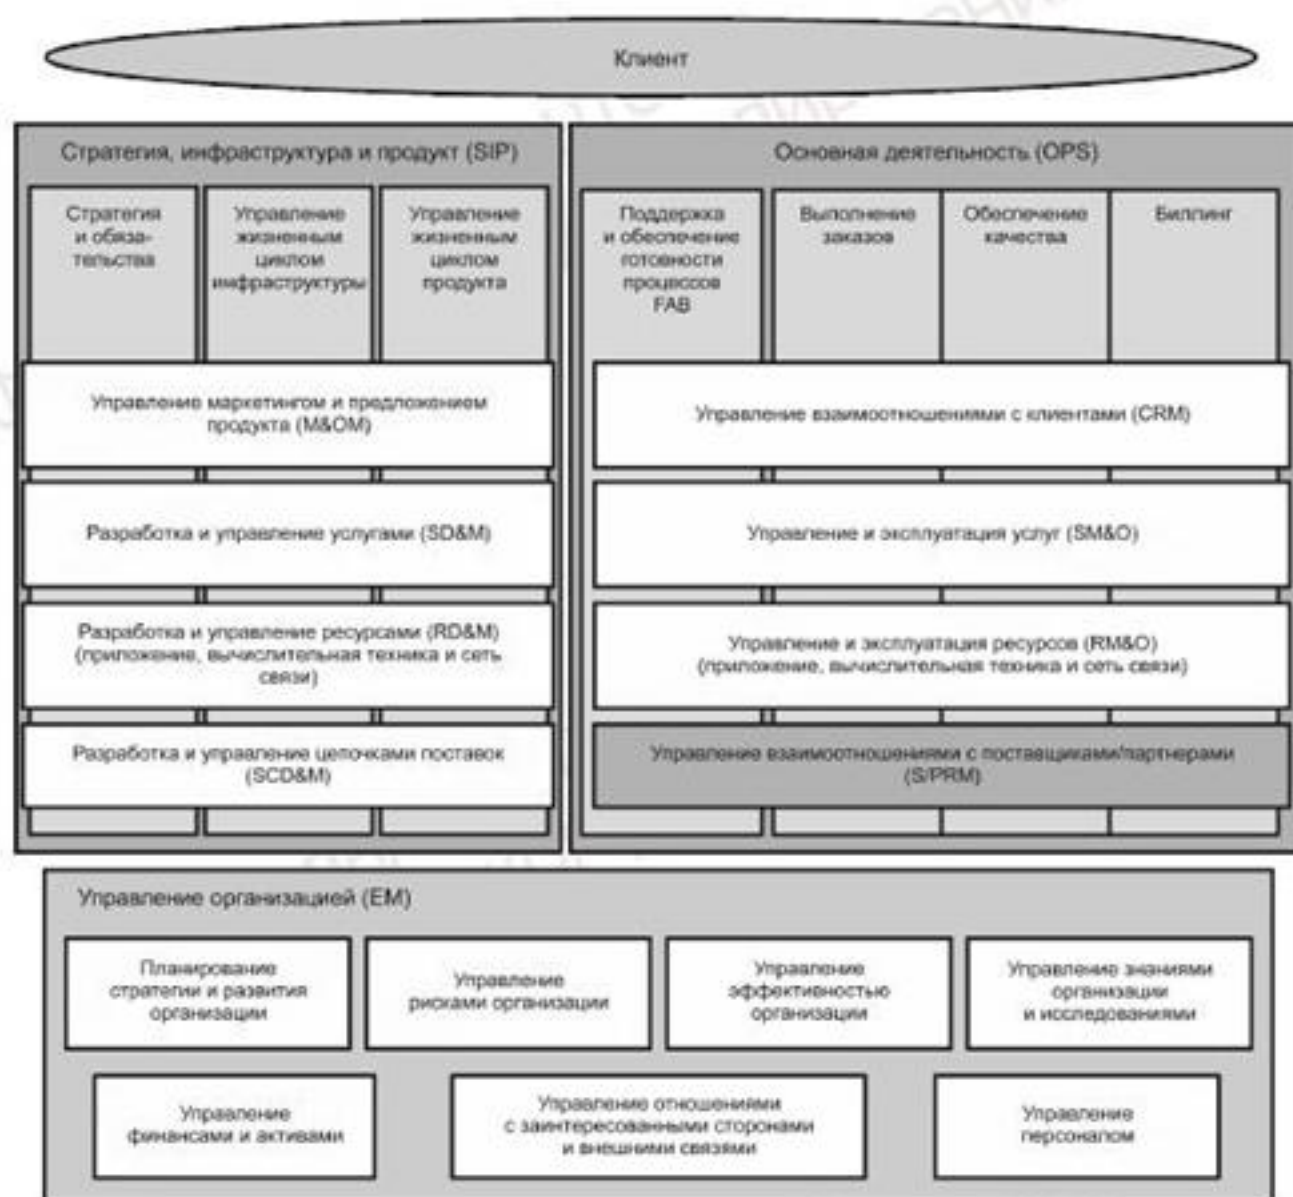 Клиент
Стратегия, инфраструктура и продукт (SIP)
Стратегия
и обяза-
тельства
Управление
жизненным
циклом
инфраструктуры
Управление
жизненным
циклом
продукта
Управление маркетингом и предложением
продукта (M&OM)
Разработка и управление услугами (SD&M)
Разработка и управление ресурсами (RD&M)
(приложение, вычислительная техника и сеть
связи)
Разработка и управление цепочками поставок
(SCD&M)
Основная деятельность (OPS)
Поддержка
и обеспечение
готовности
процессов
FAB
Выполнение
заказов
Обеспечение
качества
Биллинг
Управление взаимоотношениями с клиентами (CRM)
Управление и эксплуатация услуг (SM&O)
Управление и эксплуатация ресурсов (RM&O)
(приложение, вычислительная техника и сеть связи)
Управление взаимоотношениями с поставщиками/партнерами
(S/PRM)
Управление организацией (EM)
Планирование
стратегии и развития
организации
Управление
рисками организации
Управление
эффективностью
организации
Управление знаниями
организации
и исследованиями
Управление
финансами и активами
Управление отношениями
с заинтересованными сторонами
и внешними связями
Управление
персоналом